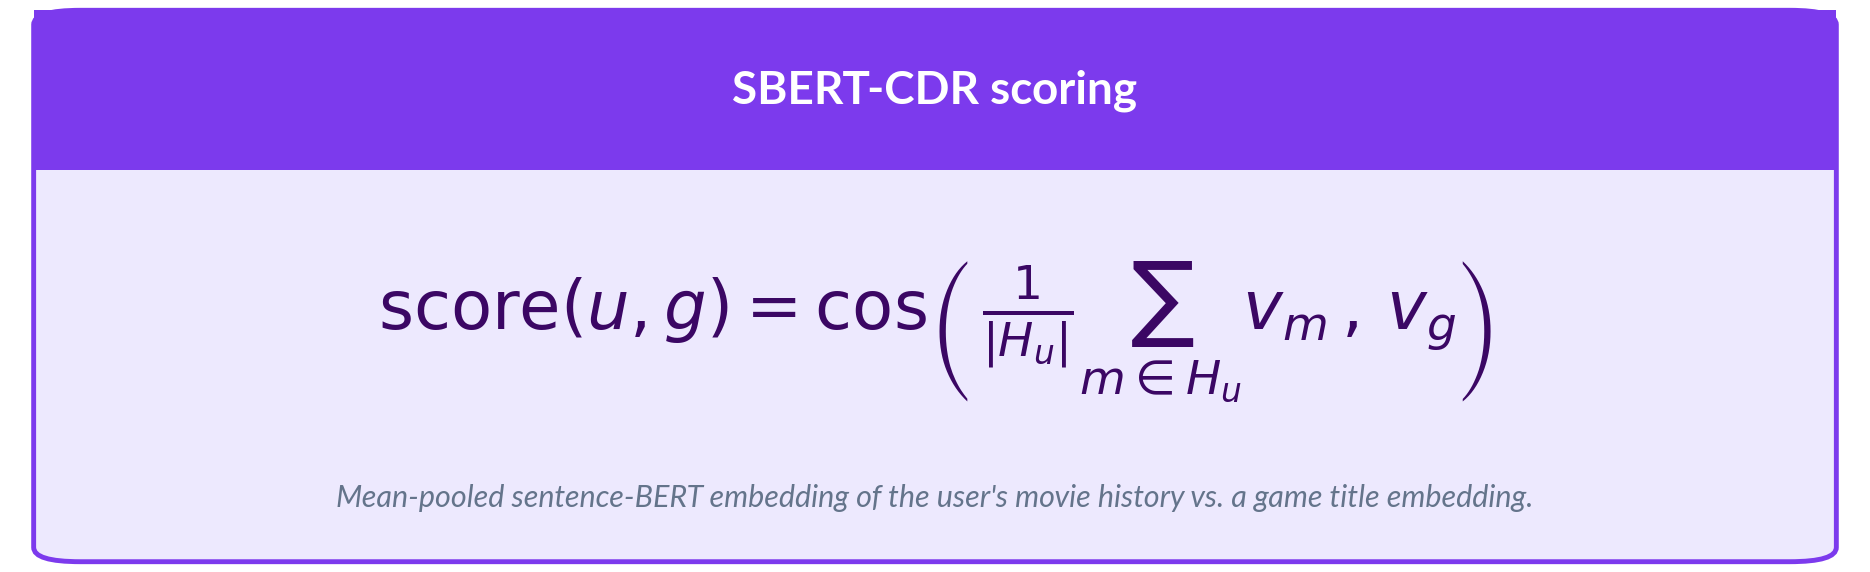 SBERT-CDR scoring
score(u, g) = cos( 1/|H_u| ∑_{m ∈ H_u} v_m , v_g )
Mean-pooled sentence-BERT embedding of the user's movie history vs. a game title embedding.